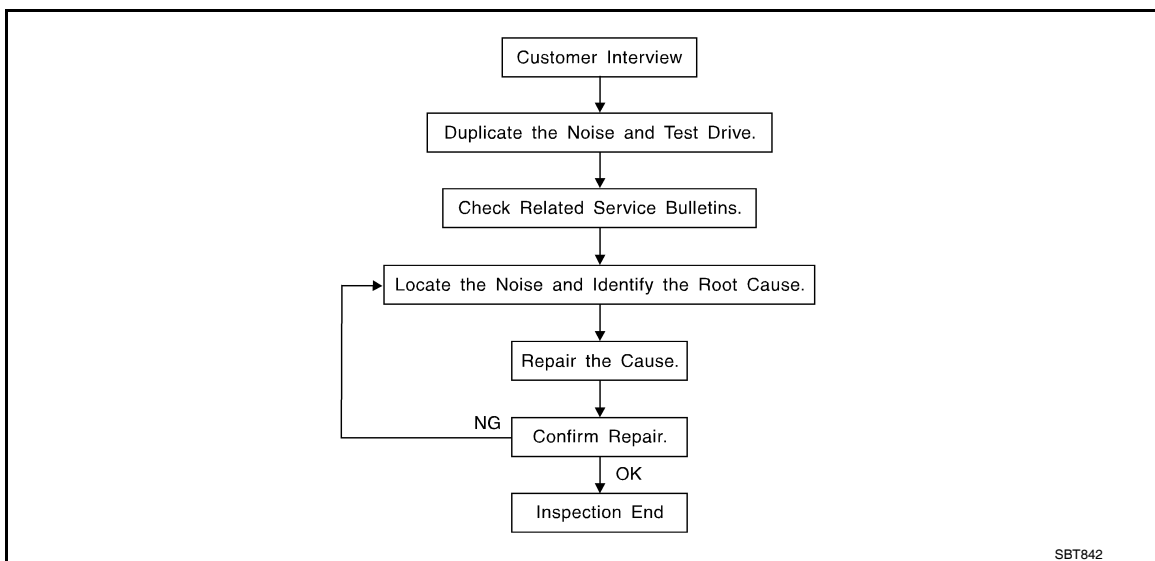 Customer Interview
Duplicate the Noise and Test Drive.
Check Related Service Bulletins.
Locate the Noise and Identify the Root Cause.
Repair the Cause.
NG
Confirm Repair.
OK
Inspection End
SBT842